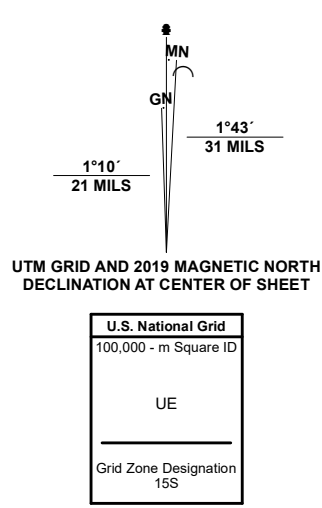 MN
GN
1°43´
31 MILS
1°10´
21 MILS
UTM GRID AND 2019 MAGNETIC NORTH
DECLINATION AT CENTER OF SHEET
U.S. National Grid
100,000 - m Square ID
UE
Grid Zone Designation
15S